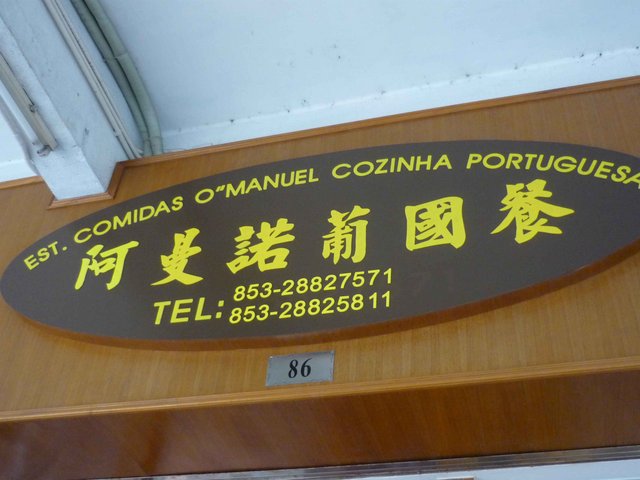 EST. COMIDAS O"MANUEL COZINHA PORTUGUESA
阿曼諾葡國餐
TEL: 853-28827571
853-28825811
86